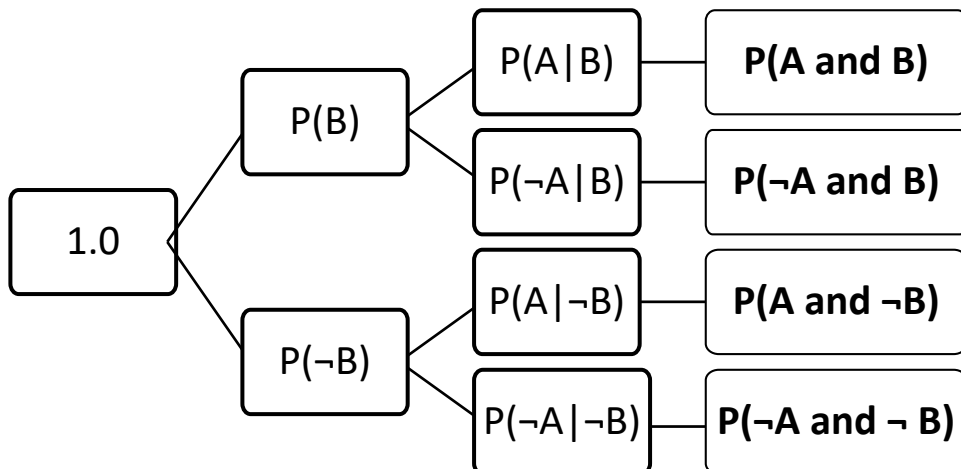 1.0
P(B)
P(¬B)
P(A|B)
P(¬A|B)
P(A|¬B)
P(¬A|¬B)
P(A and B)
P(¬A and B)
P(A and ¬B)
P(¬A and ¬ B)